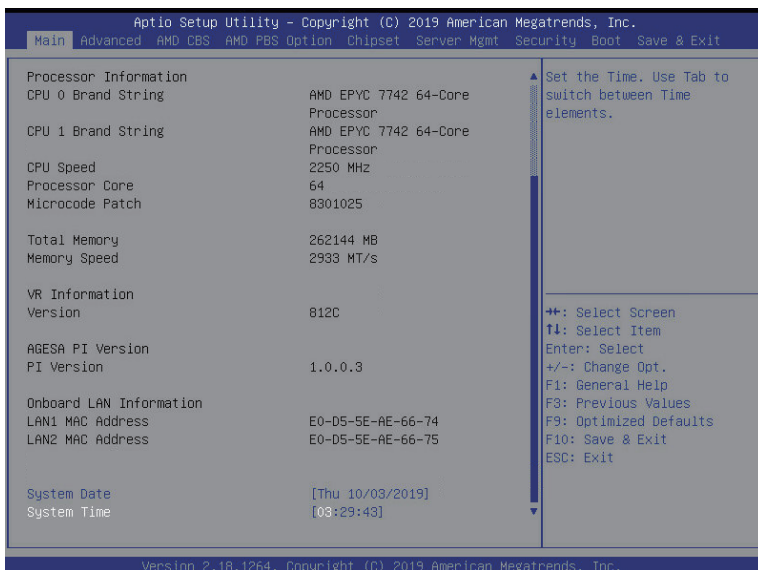 Aptio Setup Utility – Copyright (C) 2019 American Megatrends, Inc.
Main Advanced AMD CBS AMD PBS Option Chipset Server Mgmt Security Boot Save & Exit
Processor Information
CPU 0 Brand String AMD EPYC 7742 64-Core
Processor
CPU 1 Brand String AMD EPYC 7742 64-Core
Processor
CPU Speed 2250 MHz
Processor Core 64
Microcode Patch 8301025
Total Memory 262144 MB
Memory Speed 2933 MT/s
VR Information
Version 812C
AGESA PI Version
PI Version 1.0.0.3
Onboard LAN Information
LAN1 MAC Address E0-D5-5E-AE-66-74
LAN2 MAC Address E0-D5-5E-AE-66-75
System Date [Thu 10/03/2019]
System Time [03:29:43]
Set the Time. Use Tab to
switch between Time
elements.
→←: Select Screen
↑↓: Select Item
Enter: Select
+/-: Change Opt.
F1: General Help
F3: Previous Values
F9: Optimized Defaults
F10: Save & Exit
ESC: Exit
Version 2.18.1264. Copyright (C) 2019 American Megatrends, Inc.